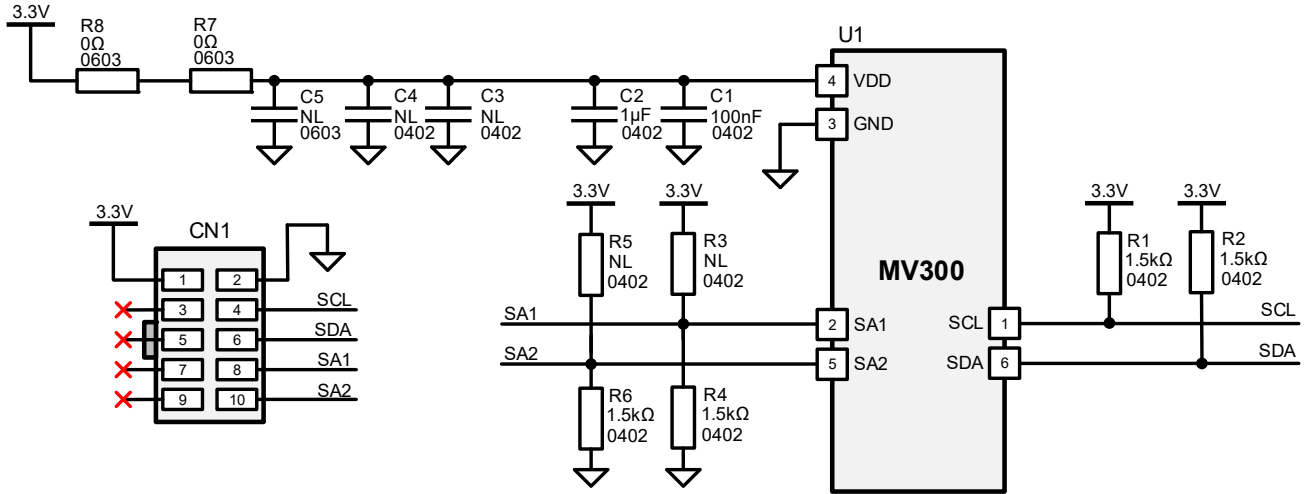 3.3V
R8
0Ω
0603
R7
0Ω
0603
C5
NL
0603
C4
NL
0402
C3
NL
0402
C2
1µF
0402
C1
100nF
0402
U1
4 VDD
3 GND
MV300
2 SA1
5 SA2
SCL 1
SDA 6
3.3V
R5
NL
0402
3.3V
R3
NL
0402
SA1
SA2
R6
1.5kΩ
0402
R4
1.5kΩ
0402
3.3V
R1
1.5kΩ
0402
3.3V
R2
1.5kΩ
0402
SCL
SDA
3.3V
CN1
1 2
3 4 SCL
5 6 SDA
7 8 SA1
9 10 SA2